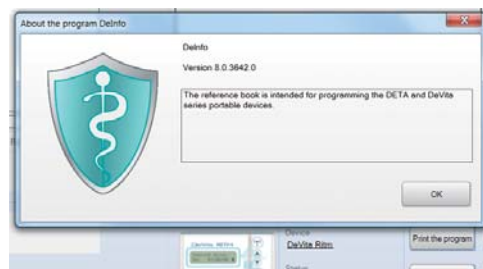 About the program DeInfo
DeInfo
Version 8.0.3642.0
The reference book is intended for programming the DETA and DeVita
series portable devices.
OK
Device
DeVita Ritm
Print the program
Status